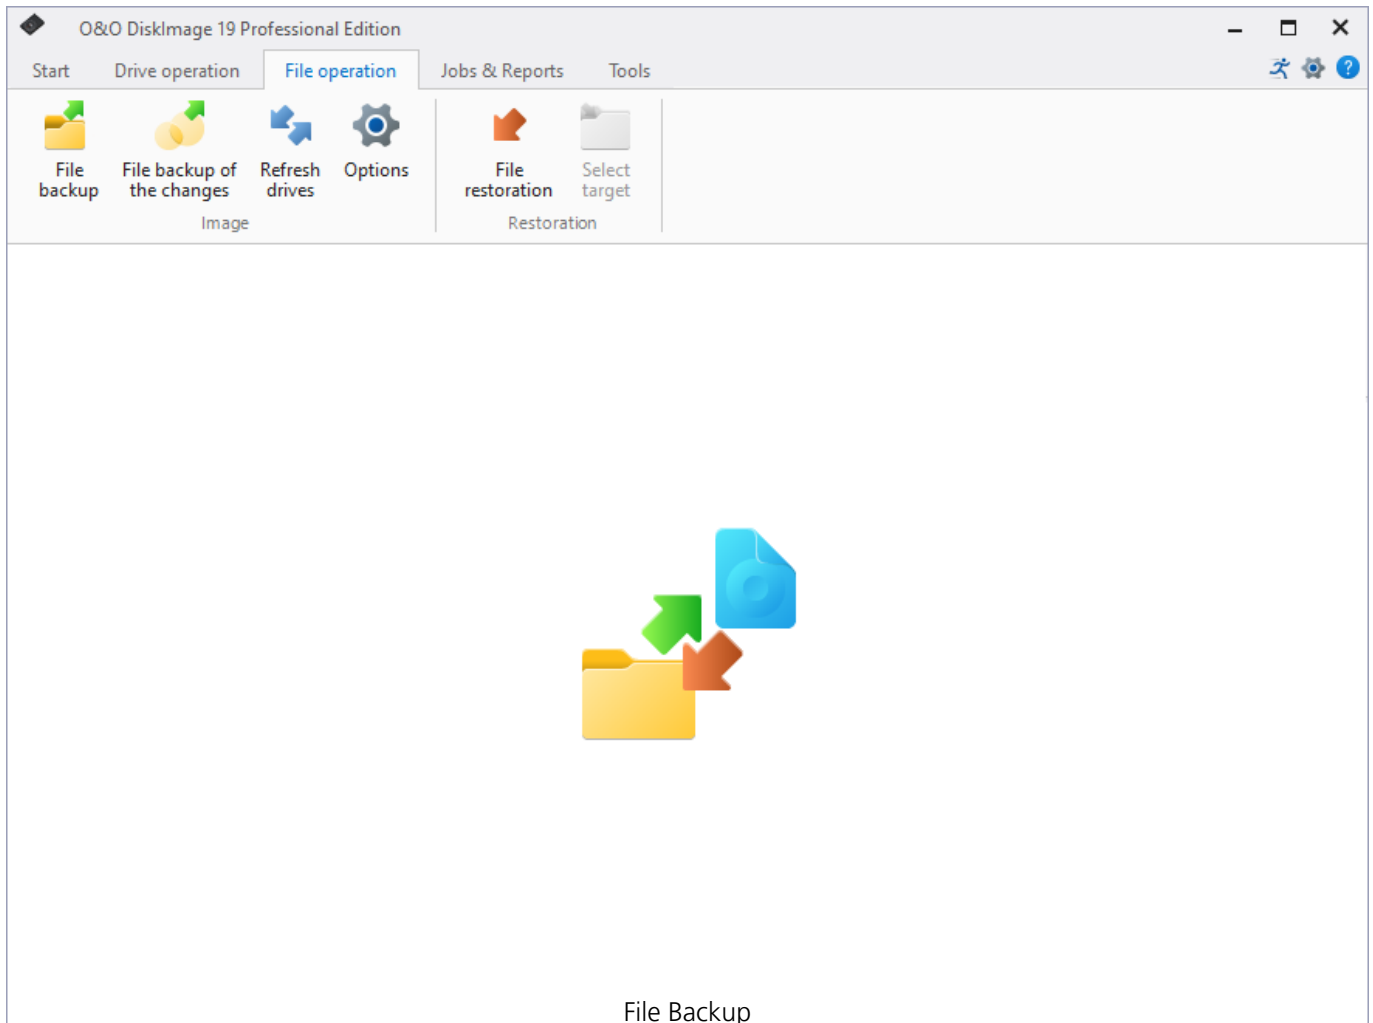 O&O DiskImage 19 Professional Edition
Start Drive operation File operation Jobs & Reports Tools
File backup
File backup of the changes
Refresh drives
Options
File restoration
Select target
Image
Restoration
File Backup